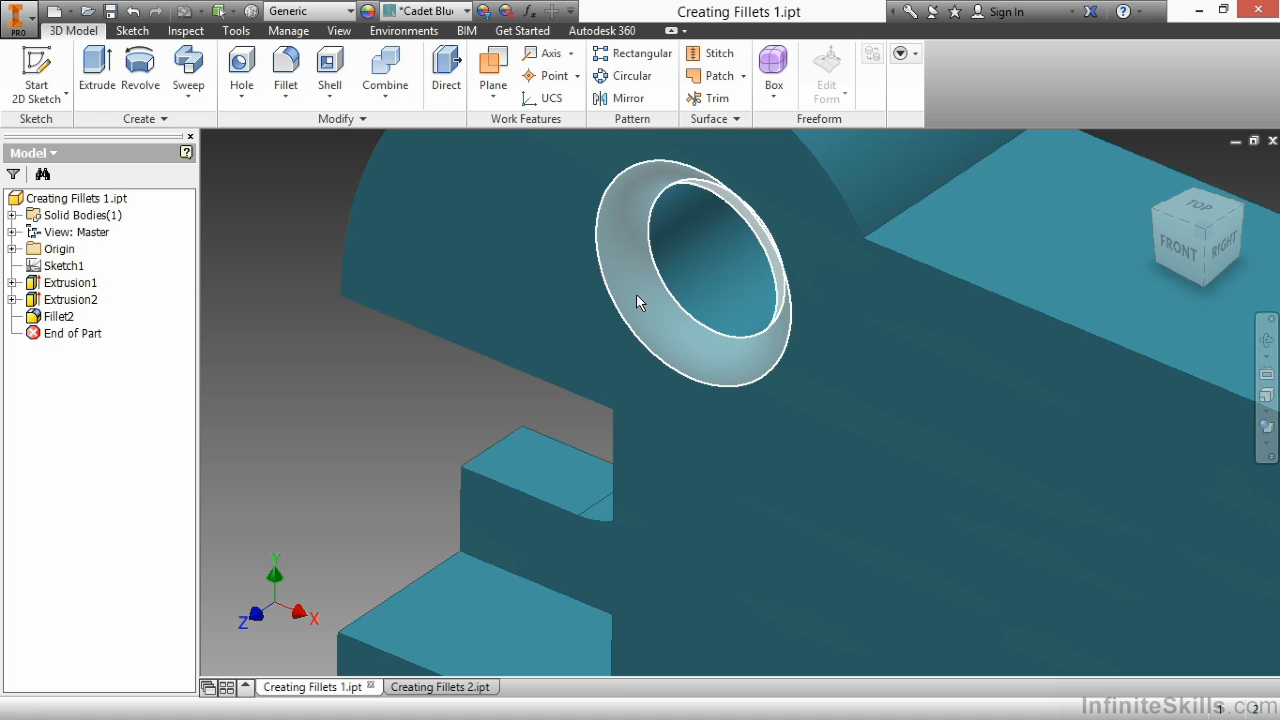 PRO
Generic
*Cadet Blu
fx
Creating Fillets 1.ipt
Sign In
3D Model Sketch Inspect Tools Manage View Environments BIM Get Started Autodesk 360
Start
2D Sketch
Extrude
Revolve
Sweep
Hole
Fillet
Shell
Combine
Direct
Plane
Axis
Point
UCS
Rectangular
Circular
Mirror
Stitch
Patch
Trim
Box
Edit
Form
Sketch
Create
Modify
Work Features
Pattern
Surface
Freeform
Model
Creating Fillets 1.ipt
Solid Bodies(1)
View: Master
Origin
Sketch1
Extrusion1
Extrusion2
Fillet2
End of Part
TOP
FRONT
RIGHT
Y
X
Z
Creating Fillets 1.ipt
Creating Fillets 2.ipt
InfiniteSkills.com
1 2